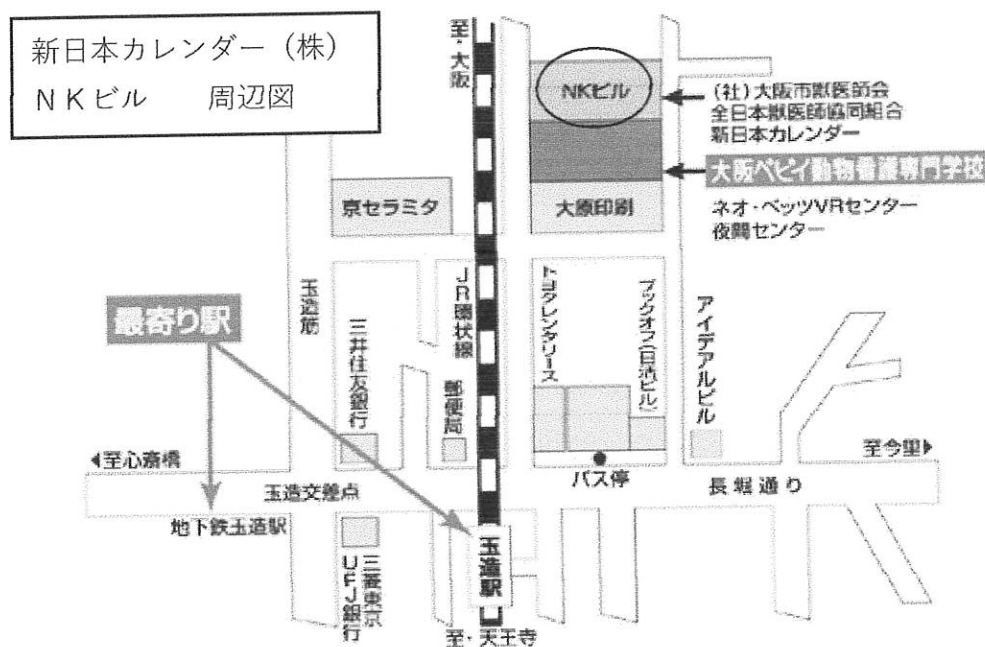 新日本カレンダー（株）
ＮＫビル　　周辺図
至・大阪
NKビル
（社）大阪市獣医師会
全日本獣医師協同組合
新日本カレンダー
大阪ペピイ動物看護専門学校
京セラミタ
大原印刷
ネオ・ベッツVRセンター
夜間センター
玉造筋
JR環状線
トヨタレンタリース
ブックオフ（日清ビル）
アイデアルビル
最寄り駅
三井住友銀行
郵便局
◀至心斎橋
至今里▶
玉造交差点
バス停
長堀通り
地下鉄玉造駅
三菱東京
UFJ銀行
玉造駅
至・天王寺